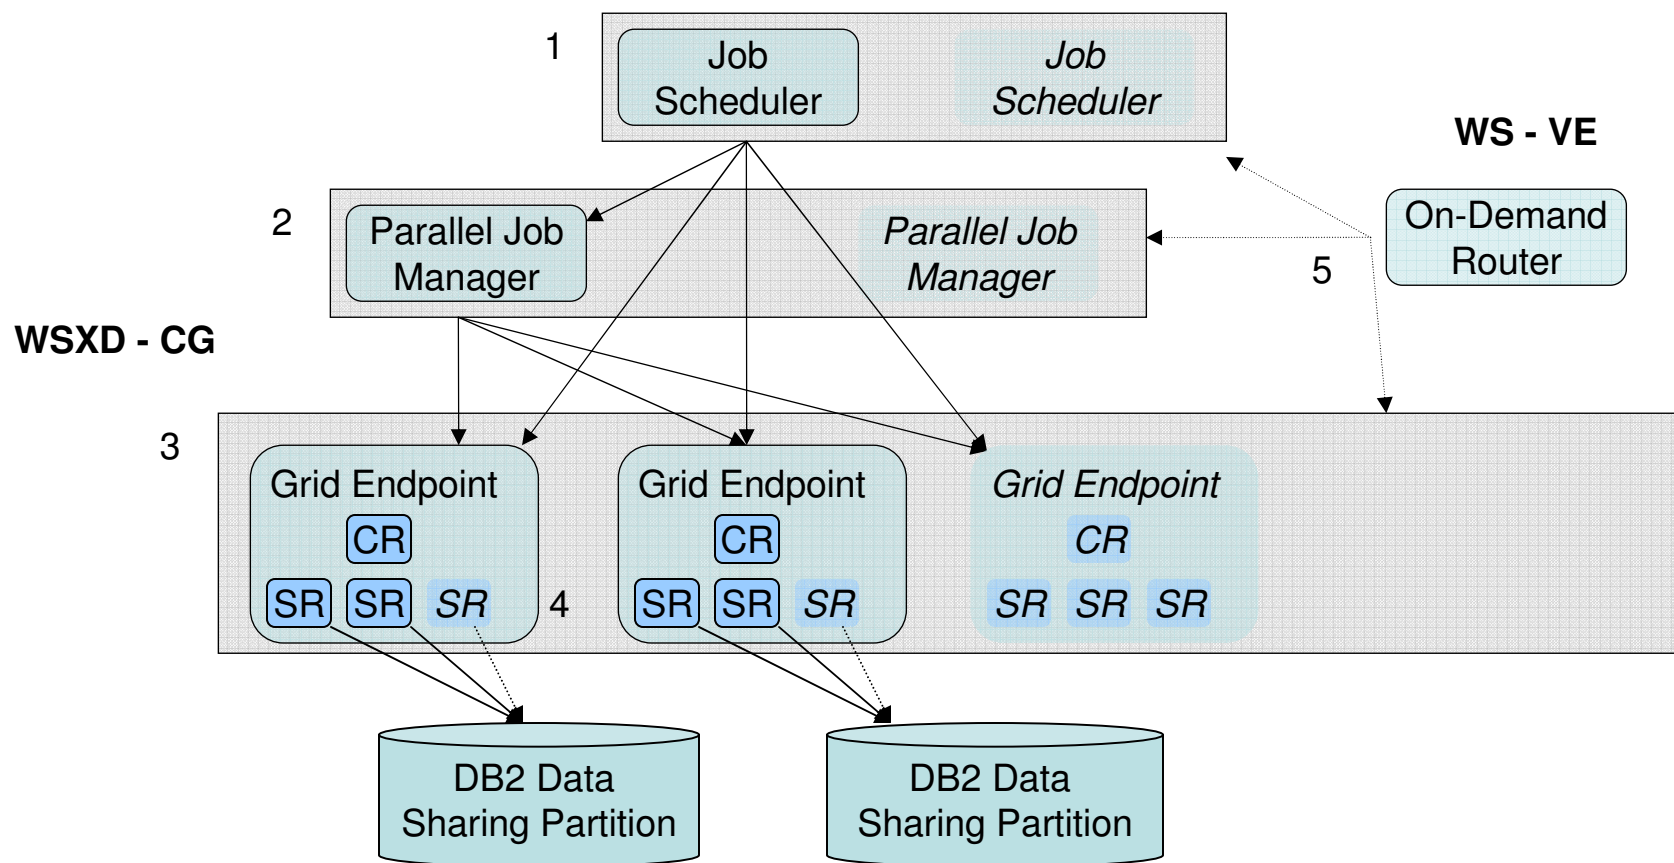 1
Job
Scheduler
Job
Scheduler
WS - VE
2
Parallel Job
Manager
Parallel Job
Manager
On-Demand
Router
5
WSXD - CG
3
Grid Endpoint
CR
SR SR SR
4
Grid Endpoint
CR
SR SR SR
Grid Endpoint
CR
SR SR SR
DB2 Data
Sharing Partition
DB2 Data
Sharing Partition